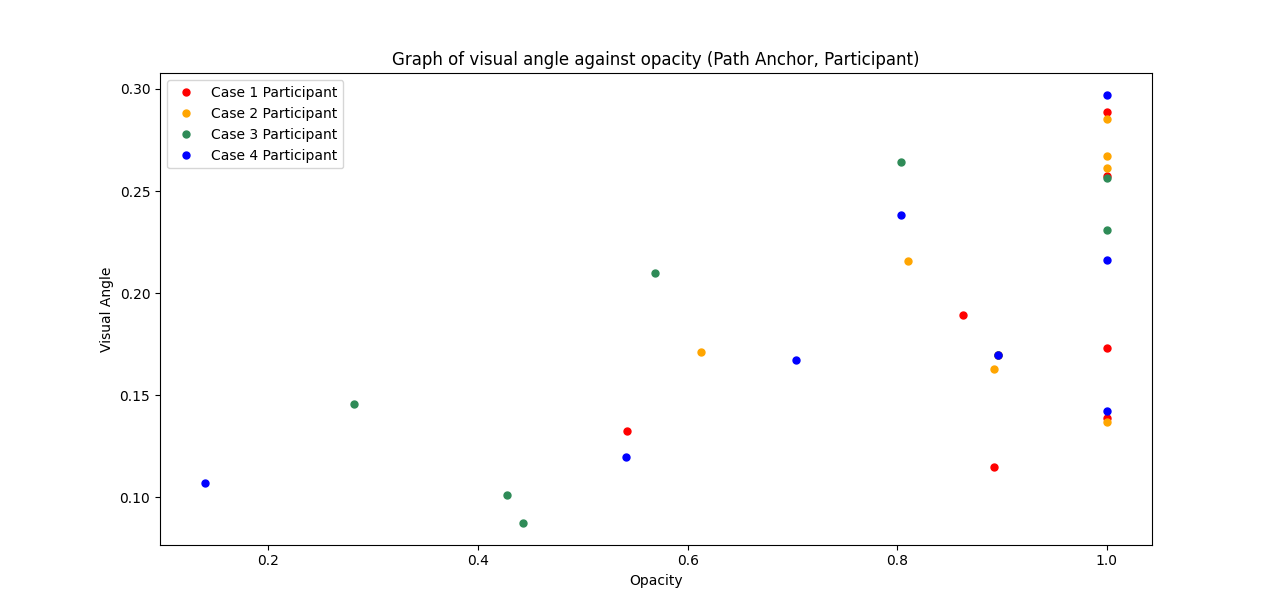 Graph of visual angle against opacity (Path Anchor, Participant)
Case 1 Participant
Case 2 Participant
Case 3 Participant
Case 4 Participant
Visual Angle
0.30
0.25
0.20
0.15
0.10
0.2 0.4 0.6 0.8 1.0
Opacity